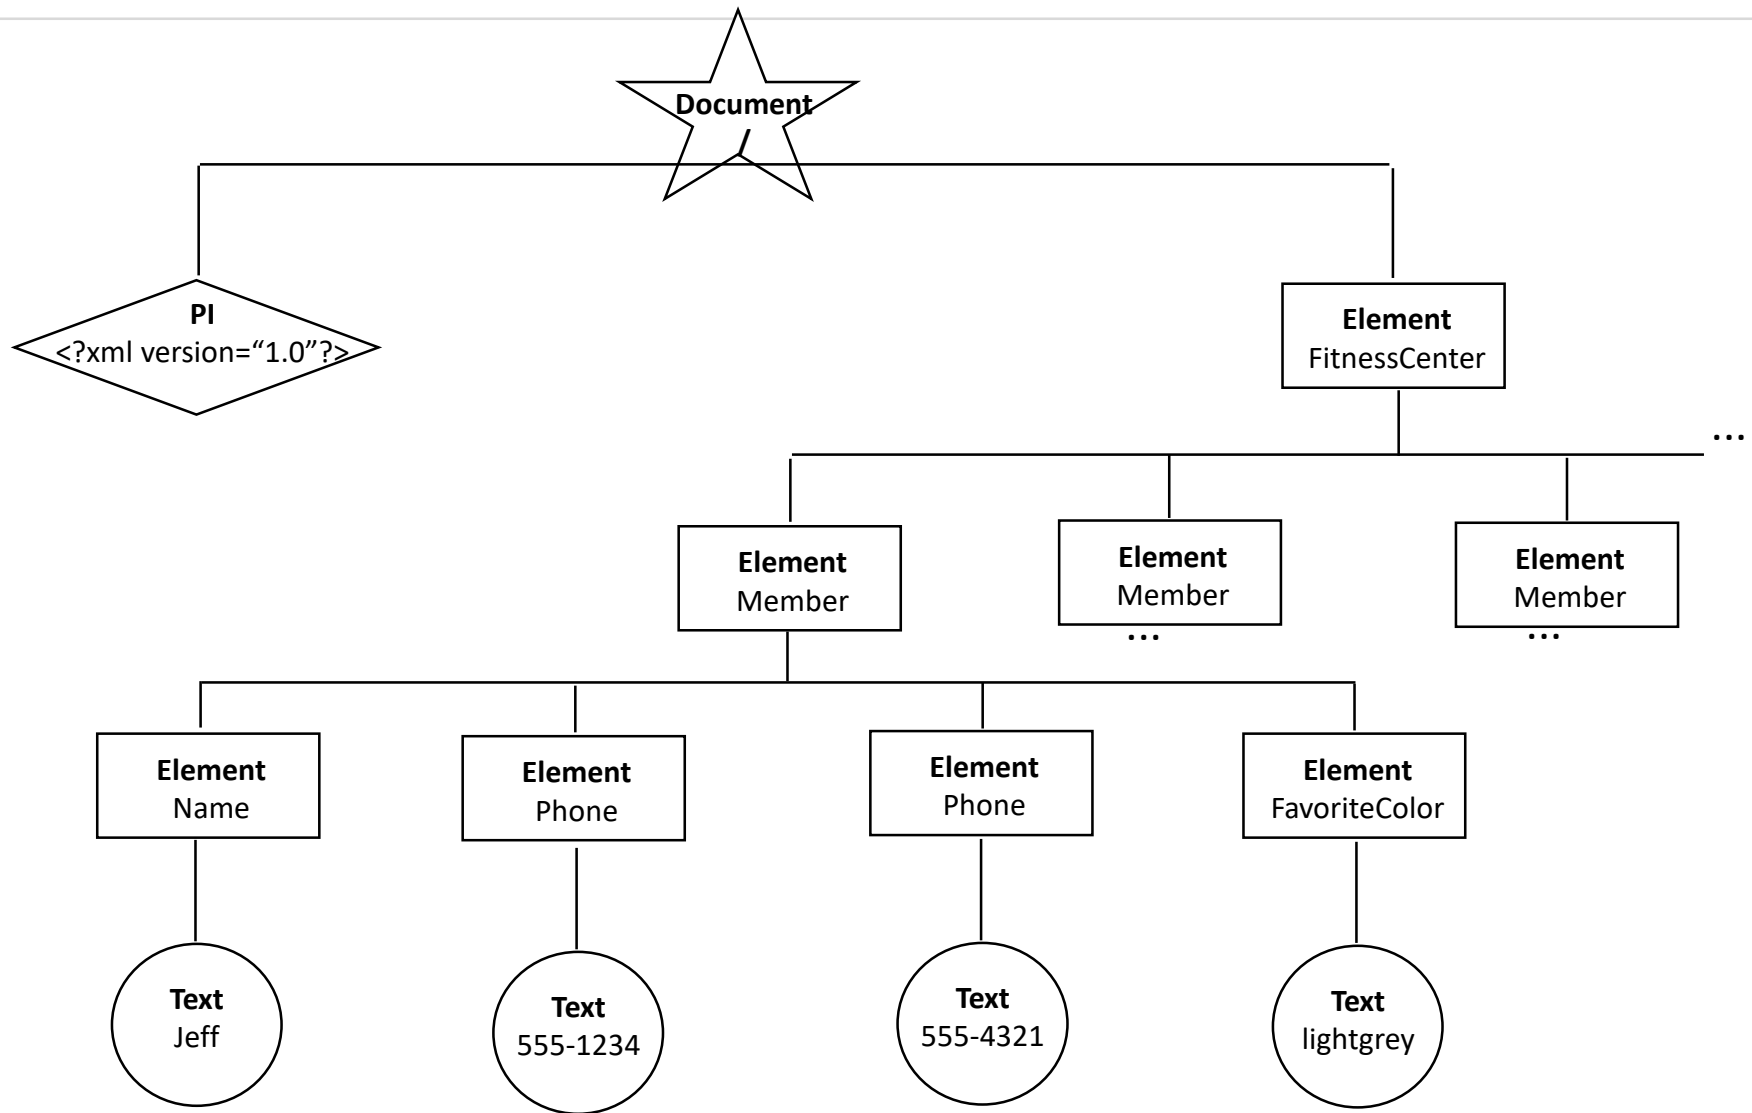 Document
/
PI
<?xml version=“1.0”?>
Element
FitnessCenter
...
Element
Member
Element
Member
...
Element
Member
...
Element
Name
Element
Phone
Element
Phone
Element
FavoriteColor
Text
Jeff
Text
555-1234
Text
555-4321
Text
lightgrey